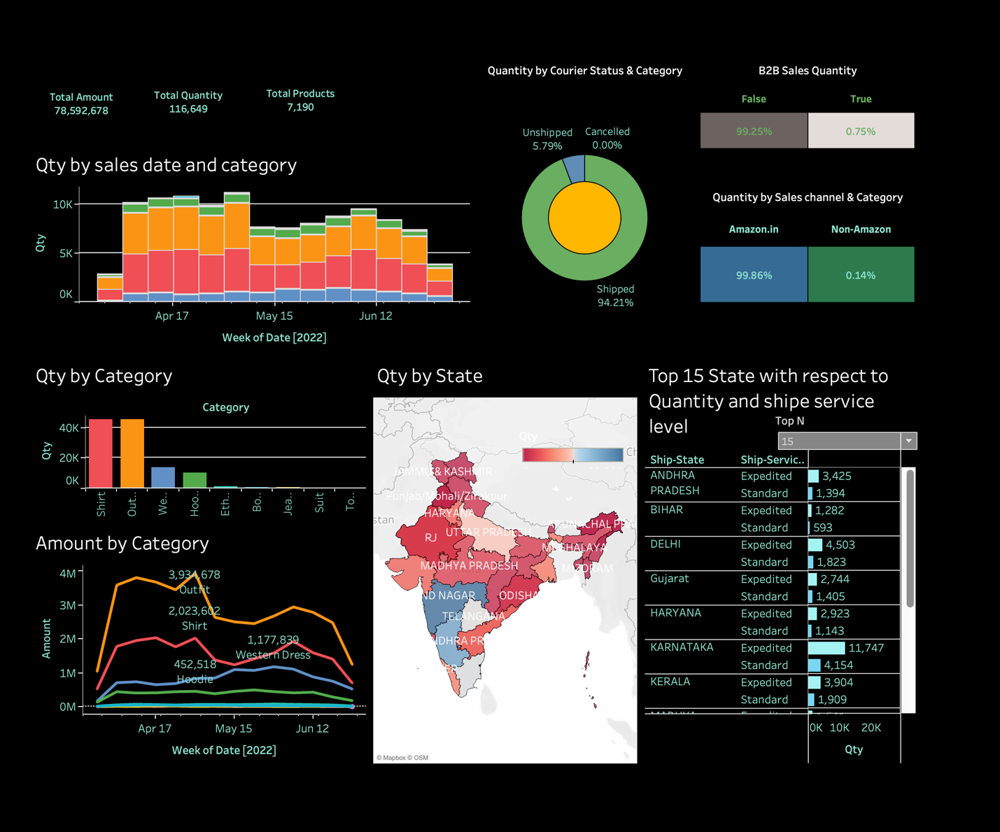 Total Amount
78,592,678
Total Quantity
116,649
Total Products
7,190
Quantity by Courier Status & Category
Unshipped
5.79%
Cancelled
0.00%
Shipped
94.21%
B2B Sales Quantity
False True
99.25% 0.75%
Quantity by Sales channel & Category
Amazon.in Non-Amazon
99.86% 0.14%
Qty by sales date and category
Qty
10K
5K
0K
Apr 17 May 15 Jun 12
Week of Date [2022]
Qty by Category
Category
Qty
40K
20K
0K
Shirt Out.. We.. Hoo.. Eth.. Bo.. Jea.. Suit To..
Amount by Category
Amount
4M
3M
2M
1M
0M
3,934,678
Outfit
2,023,602
Shirt
1,177,839
Western Dress
452,518
Hoodie
Apr 17 May 15 Jun 12
Week of Date [2022]
Qty by State
Qty
Ch
JAMMU & KASHMIR
Punjab/Mohali/Zirakpur
stan
HARYANA
ARUNACHAL PRA
UTTAR PRADESH
RJ
MEGHALAYA
MADHYA PRADESH
MIZORAM
ND NAGAR
ODISHA
TELANGANA
NDHRA PR
© Mapbox © OSM
Top 15 State with respect to
Quantity and shipe service
level
Top N
15
Ship-State Ship-Servic..
ANDHRA
PRADESH
Expedited 3,425
Standard 1,394
BIHAR Expedited 1,282
Standard 593
DELHI Expedited 4,503
Standard 1,823
Gujarat Expedited 2,744
Standard 1,405
HARYANA Expedited 2,923
Standard 1,143
KARNATAKA Expedited 11,747
Standard 4,154
KERALA Expedited 3,904
Standard 1,909
0K 10K 20K
Qty